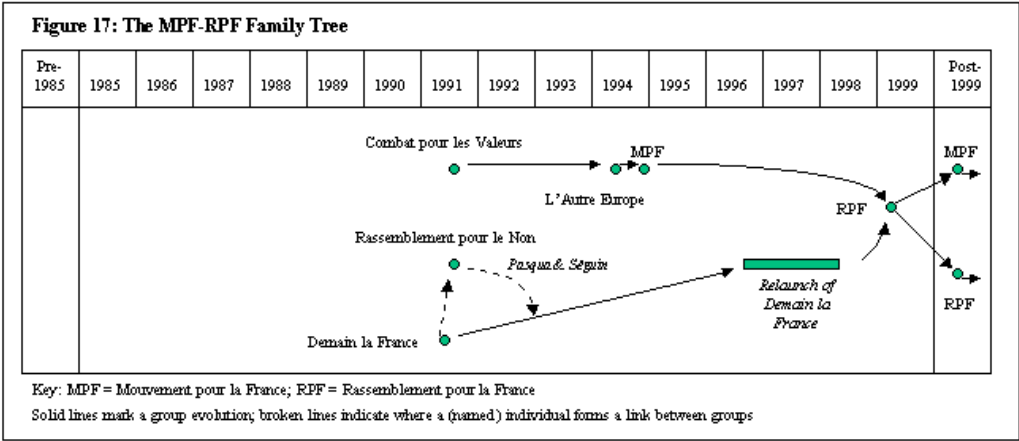 Figure 17: The MPF-RPF Family Tree
Pre-
1985
1985
1986
1987
1988
1989
1990
1991
1992
1993
1994
1995
1996
1997
1998
1999
Post-
1999
Combat pour les Valeurs
MPF
MPF
L'Autre Europe
RPF
Rassemblement pour le Non
Pasqua & Séguin
Relaunch of
Demain la
France
RPF
Demain la France
Key: MPF = Mouvement pour la France; RPF = Rassemblement pour la France
Solid lines mark a group evolution; broken lines indicate where a (named) individual forms a link between groups